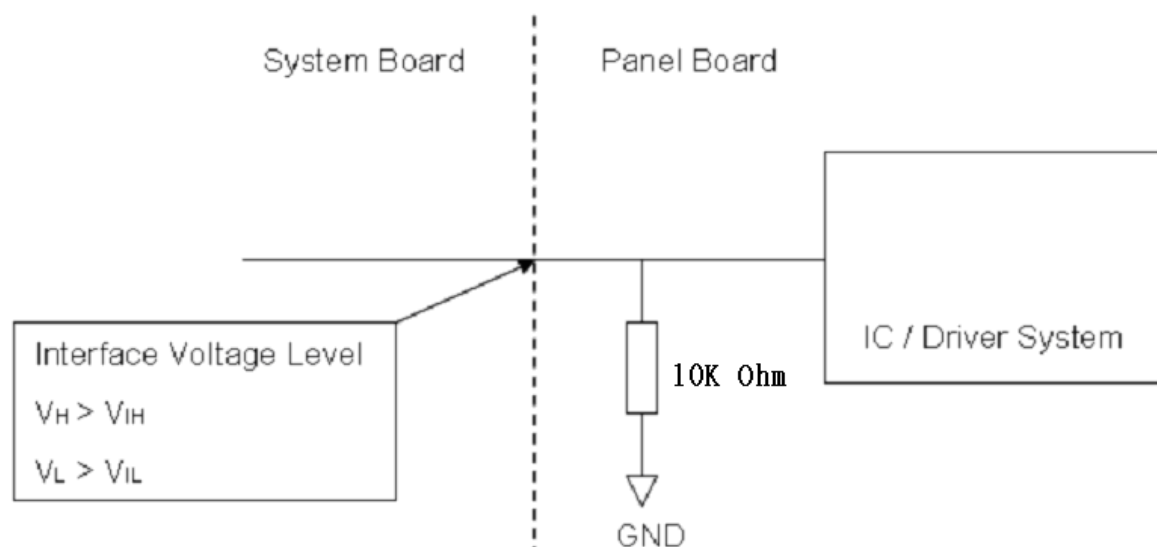 System Board
Panel Board
Interface Voltage Level
VH > VIH
VL > VIL
10K Ohm
IC / Driver System
GND